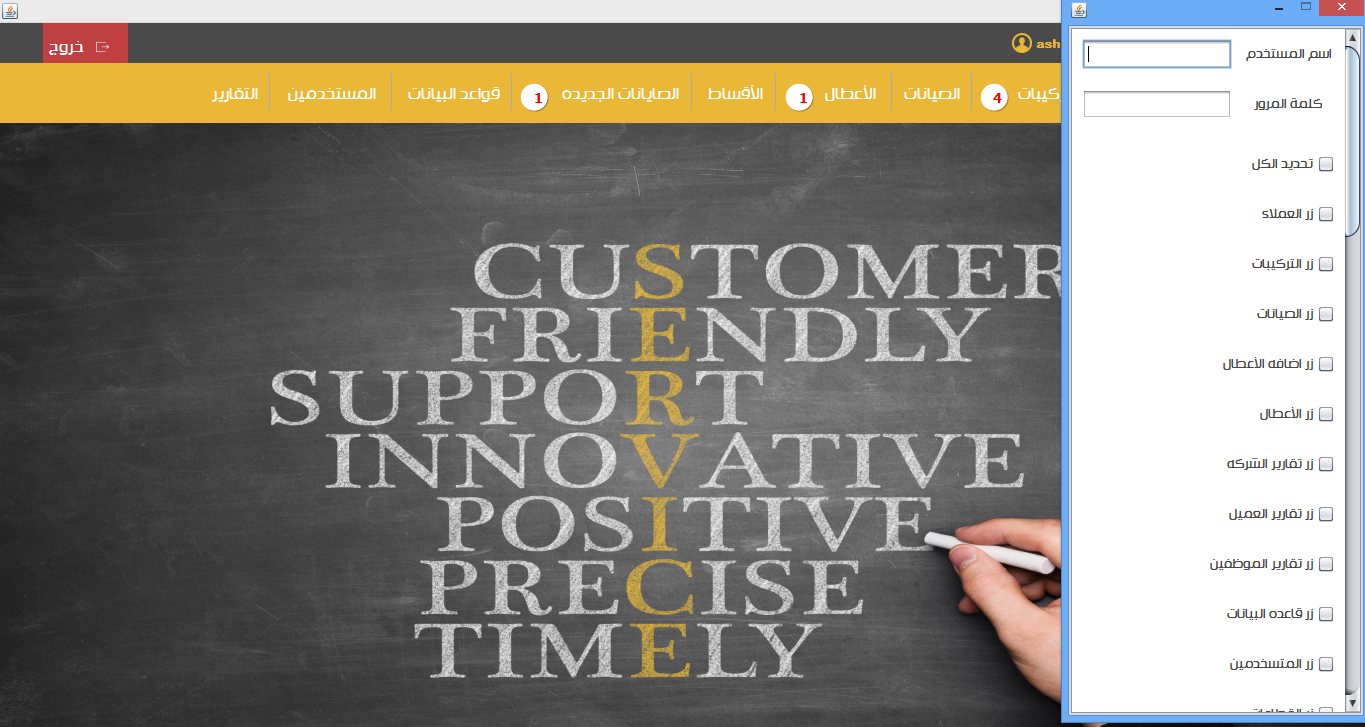 خروج
ash
كيبات
4
الصيانات
الأعطال
1
الأقساط
الصايانات الجديده
1
قواعد البيانات
المستخدمين
التقارير
CUSTOMER
FRIENDLY
SUPPORT
INNOVATIVE
POSITIVE
PRECISE
TIMELY
اسم المستخدم
كلمة المرور
تحديد الكل
زر العملاء
زر التركيبات
زر الصيانات
زر اضافه الأعطال
زر الأعطال
زر تقارير الشركه
زر تقارير العميل
زر تقارير الموظفين
زر قاعده البيانات
زر المتسخدمين